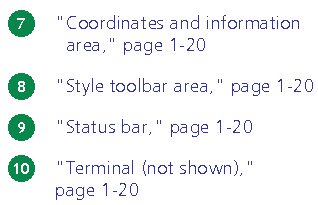 7 "Coordinates and information
area," page 1-20
8 "Style toolbar area," page 1-20
9 "Status bar," page 1-20
10 "Terminal (not shown),"
page 1-20